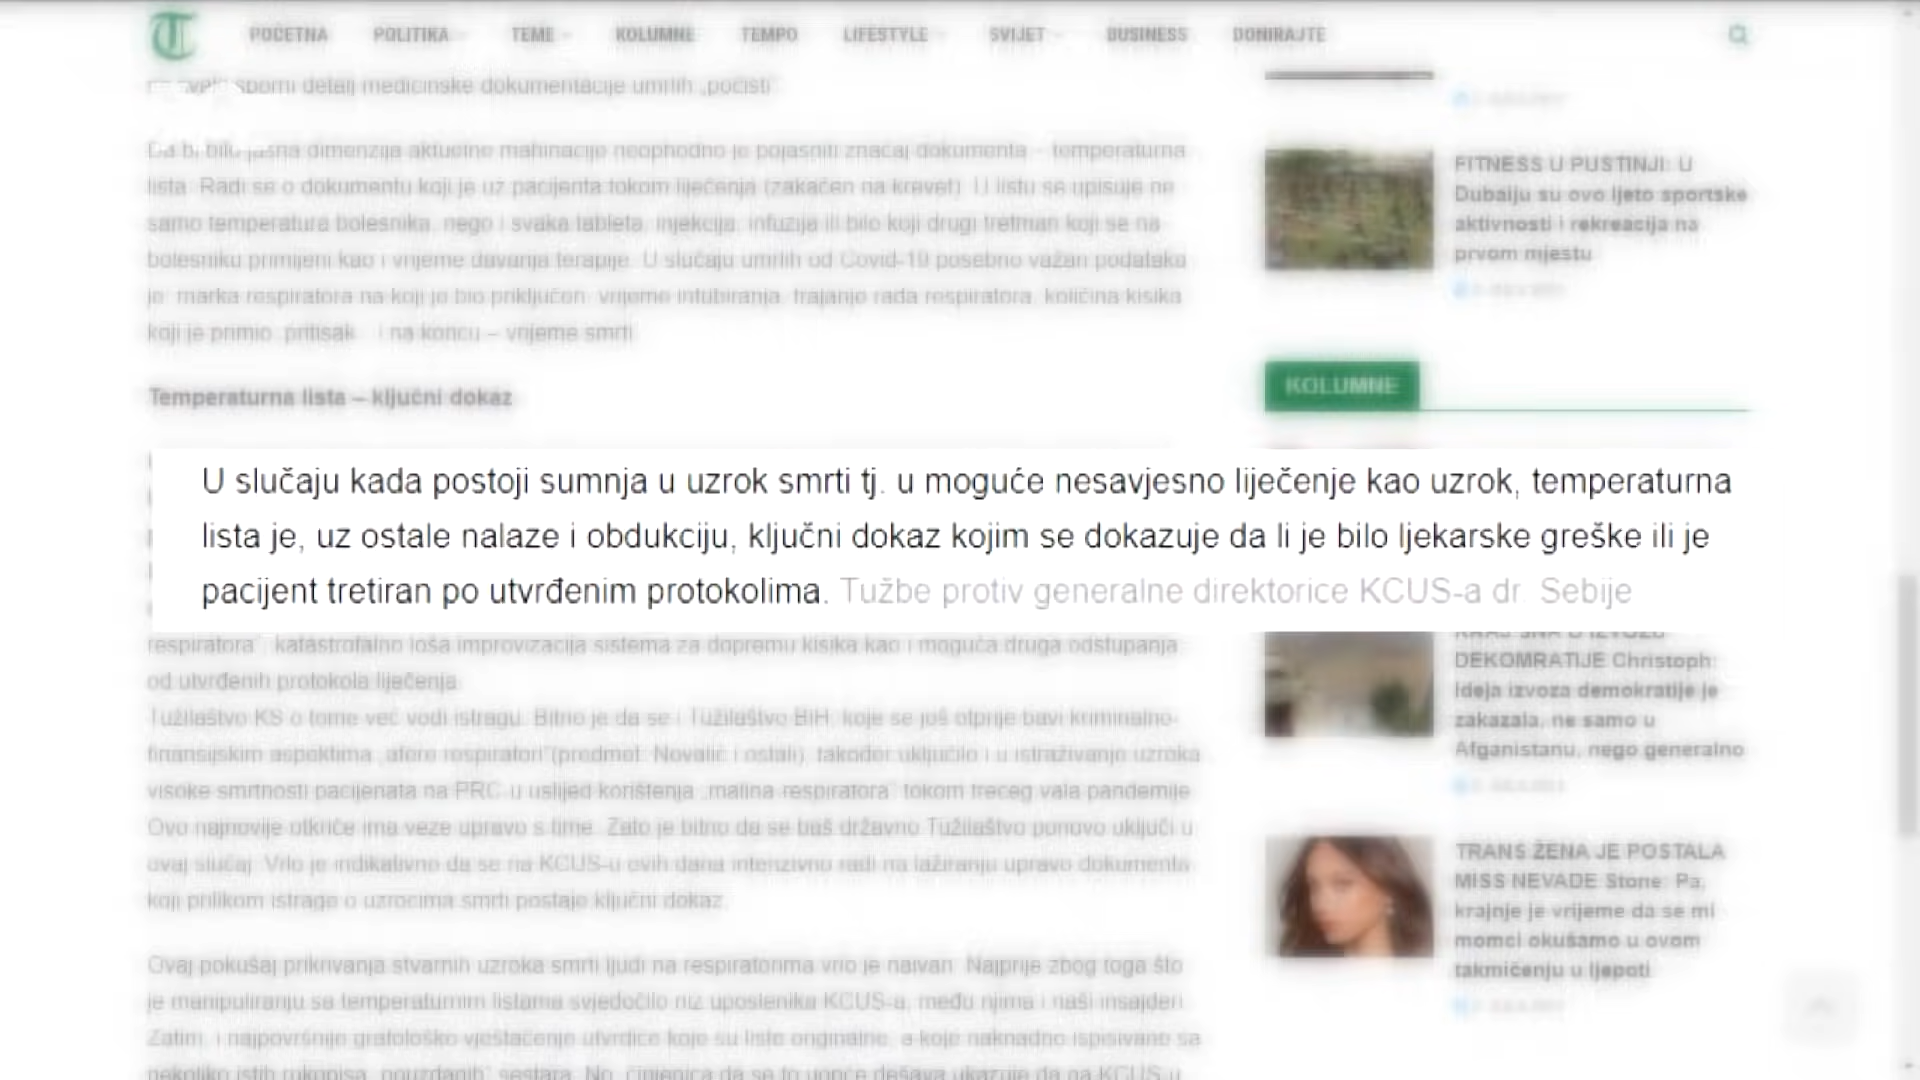 POČETNA
POLITIKA
TEME
KOLUMNE
TEMPO
LIFESTYLE
SVIJET
BUSINESS
DONIRAJTE
sporni detalj medicinske dokumentacije umrlih „počisti“.
Da bi bilo jasna dimenzija aktuelne mahinacije neophodno je pojasniti značaj dokumenta – temperaturna
lista. Radi se o dokumentu koji je uz pacijenta tokom liječenja (zakačen na krevet). U listu se upisuje ne
samo temperatura bolesnika, nego i svaka tableta, injekcija, infuzija ili bilo koji drugi tretman koji se na
bolesniku primijeni kao i vrijeme davanja terapije. U slučaju umrlih od Covid-19 posebno važan podataka
je: marka respiratora na koji je bio priključen, vrijeme intubiranja, trajanje rada respiratora, količina kisika
koji je primio, pritisak... i na koncu – vrijeme smrti.
Temperaturna lista – ključni dokaz
U slučaju kada postoji sumnja u uzrok smrti tj. u moguće nesavjesno liječenje kao uzrok, temperaturna
lista je, uz ostale nalaze i obdukciju, ključni dokaz kojim se dokazuje da li je bilo ljekarske greške ili je
pacijent tretiran po utvrđenim protokolima. Tužbe protiv generalne direktorice KCUS-a dr. Sebije
respiratora“, katastrofalno loša improvizacija sistema za dopremu kisika kao i moguća druga odstupanja
od utvrđenih protokola liječenja.
Tužilaštvo KS o tome već vodi istragu. Bitno je da se i Tužilaštvo BiH, koje se još otprije bavi kriminalno-
finansijskim aspektima „afere respiratori“(predmet: Novalić i ostali), također uključilo i u istraživanje uzroka
visoke smrtnosti pacijenata na PRC-u uslijed korištenja „malina respiratora“ tokom trećeg vala pandemije.
Ovo najnovije otkriće ima veze upravo s time. Zato je bitno da se baš državno Tužilaštvo ponovo uključi u
ovaj slučaj. Vrlo je indikativno da se na KCUS-u ovih dana intenzivno radi na lažiranju upravo dokumenta
koji prilikom istrage o uzrocima smrti postaje ključni dokaz.
Ovaj pokušaj prikrivanja stvarnih uzroka smrti ljudi na respiratorima vrlo je naivan. Najprije zbog toga što
je manipuliranju sa temperaturnim listama svjedočilo niz uposlenika KCUS-a, među njima i naši insajderi.
Zatim, i najpovršnije grafološko vještačenje utvrdiće koje su liste originalne, a koje naknadno ispisivane sa
nekoliko istih rukopisa „pouzdanih“ sestara. No, činjenica da se to uopće dešava ukazuje da na KCUS-u
FITNESS U PUSTINJI: U
Dubaiju su ovo ljeto sportske
aktivnosti i rekreacija na
prvom mjestu
KOLUMNE
DEKOMRATIJE Christoph:
Ideja izvoza demokratije je
zakazala, ne samo u
Afganistanu, nego generalno
TRANS ŽENA JE POSTALA
MISS NEVADE Stone: Pa,
krajnje je vrijeme da se mi
momci okušamo u ovom
takmičenju u ljepoti